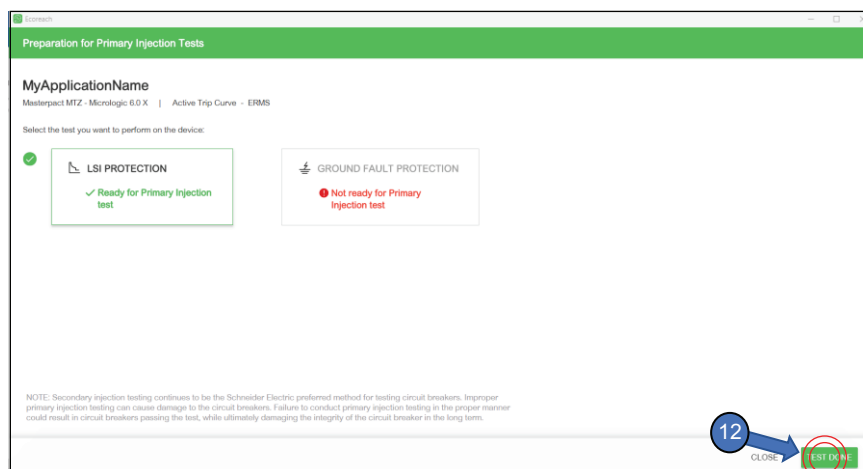 Ecoreach
Preparation for Primary Injection Tests
MyApplicationName
Masterpact MTZ - Micrologic 6.0 X | Active Trip Curve - ERMS
Select the test you want to perform on the device:
LSI PROTECTION
Ready for Primary Injection
test
GROUND FAULT PROTECTION
Not ready for Primary
Injection test
NOTE: Secondary injection testing continues to be the Schneider Electric preferred method for testing circuit breakers. Improper
primary injection testing can cause damage to the circuit breakers. Failure to conduct primary injection testing in the proper manner
could result in circuit breakers passing the test, while ultimately damaging the integrity of the circuit breaker in the long term.
12
CLOSE
TEST DONE